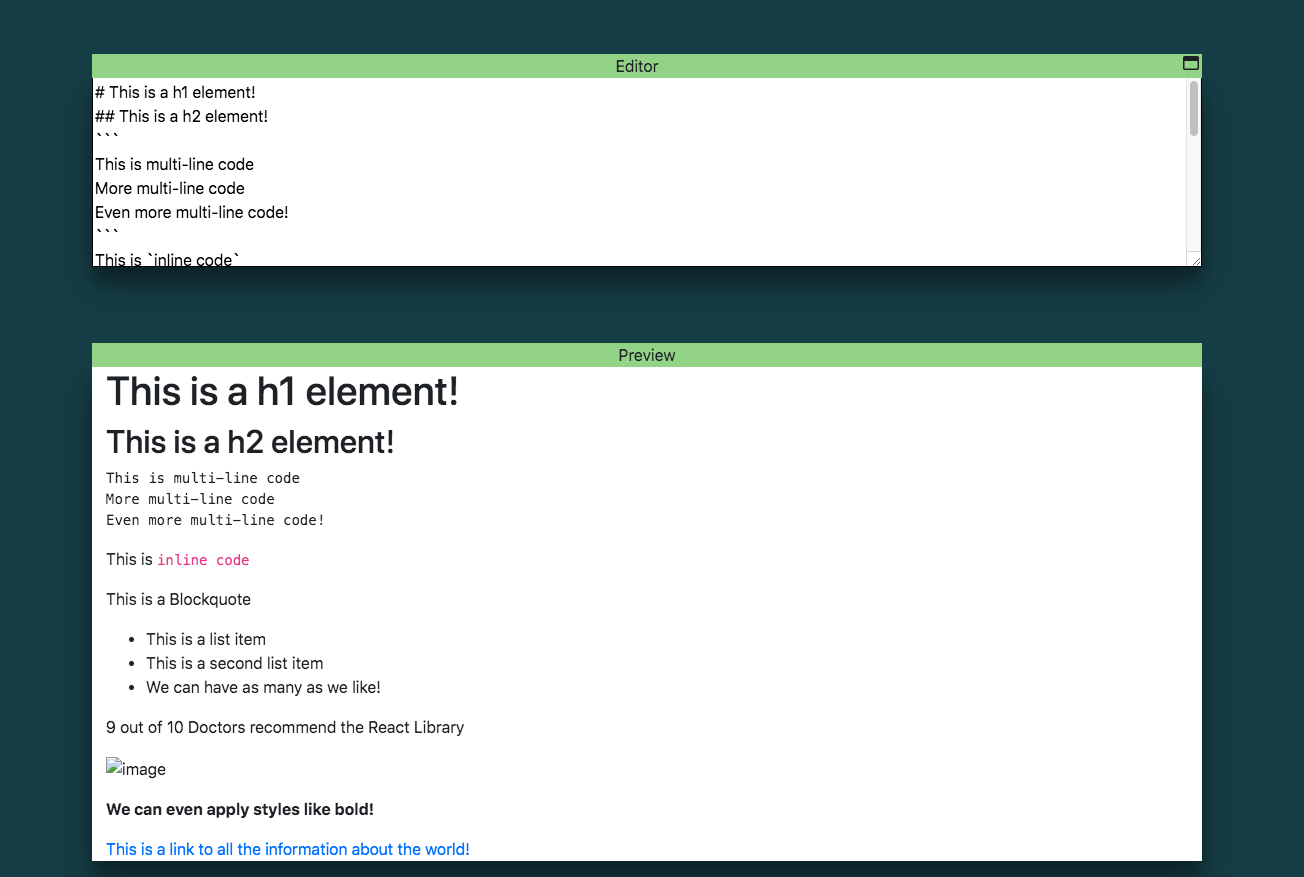 Editor
# This is a h1 element!
## This is a h2 element!
```
This is multi-line code
More multi-line code
Even more multi-line code!
```
This is `inline code`
Preview
This is a h1 element!
This is a h2 element!
This is multi-line code
More multi-line code
Even more multi-line code!
This is inline code
This is a Blockquote
• This is a list item
• This is a second list item
• We can have as many as we like!
9 out of 10 Doctors recommend the React Library
image
We can even apply styles like bold!
This is a link to all the information about the world!